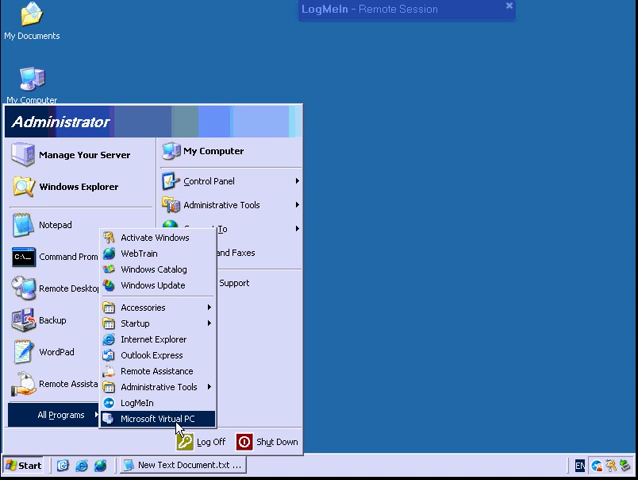 LogMeIn - Remote Session
My Documents
My Computer
Administrator
Manage Your Server
Windows Explorer
Notepad
Command Prom
Remote Desktop
Backup
WordPad
Remote Assista
All Programs
My Computer
Control Panel
Administrative Tools
To
and Faxes
Support
Activate Windows
WebTrain
Windows Catalog
Windows Update
Accessories
Startup
Internet Explorer
Outlook Express
Remote Assistance
Administrative Tools
LogMeIn
Microsoft Virtual PC
Log Off
Shut Down
Start
New Text Document.txt ...
EN